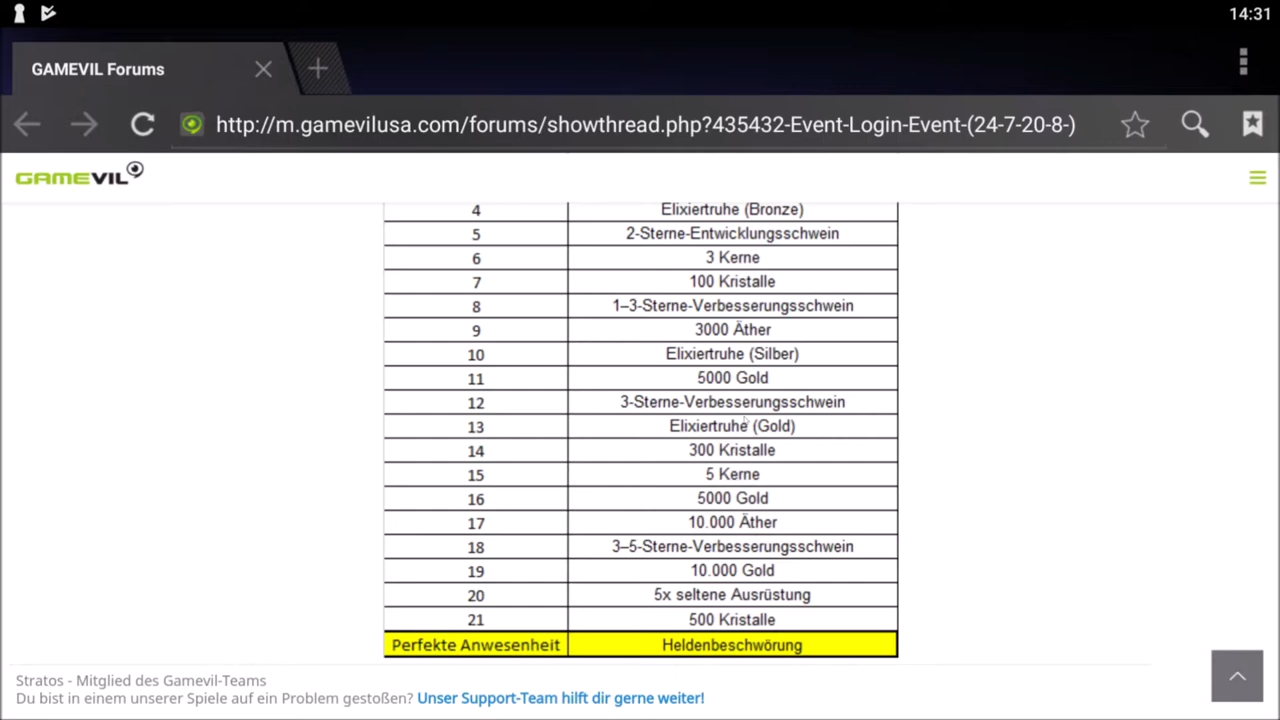 14:31
GAMEVIL Forums
http://m.gamevilusa.com/forums/showthread.php?435432-Event-Login-Event-(24-7-20-8-)
GAMEVIL
4 Elixiertruhe (Bronze)
5 2-Sterne-Entwicklungsschwein
6 3 Kerne
7 100 Kristalle
8 1–3-Sterne-Verbesserungsschwein
9 3000 Äther
10 Elixiertruhe (Silber)
11 5000 Gold
12 3-Sterne-Verbesserungsschwein
13 Elixiertruhe (Gold)
14 300 Kristalle
15 5 Kerne
16 5000 Gold
17 10.000 Äther
18 3–5-Sterne-Verbesserungsschwein
19 10.000 Gold
20 5x seltene Ausrüstung
21 500 Kristalle
Perfekte Anwesenheit Heldenbeschwörung
Stratos - Mitglied des Gamevil-Teams
Du bist in einem unserer Spiele auf ein Problem gestoßen? Unser Support-Team hilft dir gerne weiter!